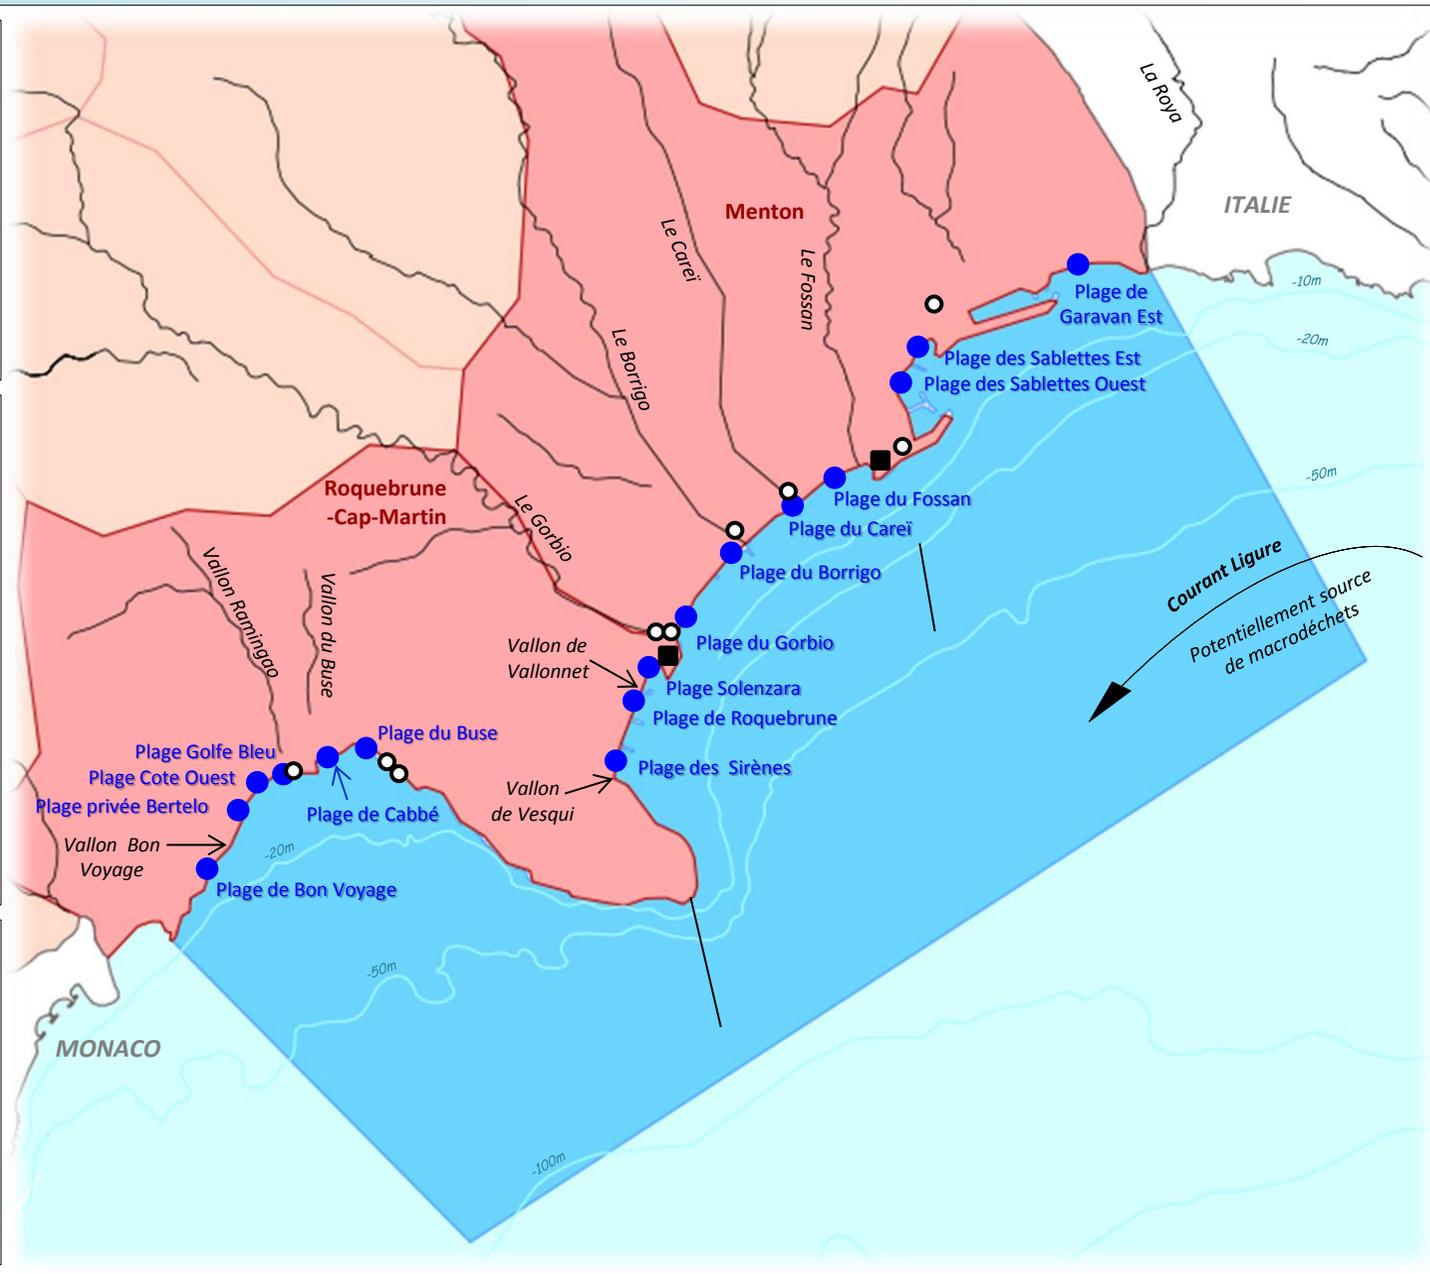 La Roya
ITALIE
Menton
Le Careï
Le Fossan
-10m
Plage de
Garavan Est
-20m
Plage des Sablettes Est
Plage des Sablettes Ouest
Le Borrigo
-50m
Roquebrune
-Cap-Martin
Plage du Fossan
Le Gorbio
Plage du Careï
Courant Ligure
Plage du Borrigo
Potentiellement source
de macrodéchets
Vallon Ramingao
Vallon du Buse
Vallon de
Vallonnet
Plage du Gorbio
Plage Solenzara
Plage de Roquebrune
Plage du Buse
Plage Golfe Bleu
Plage Cote Ouest
Plage des Sirènes
Plage privée Bertelo
Plage de Cabbé
Vallon
de Vesqui
Vallon Bon
Voyage
-20m
Plage de Bon Voyage
-50m
MONACO
-100m